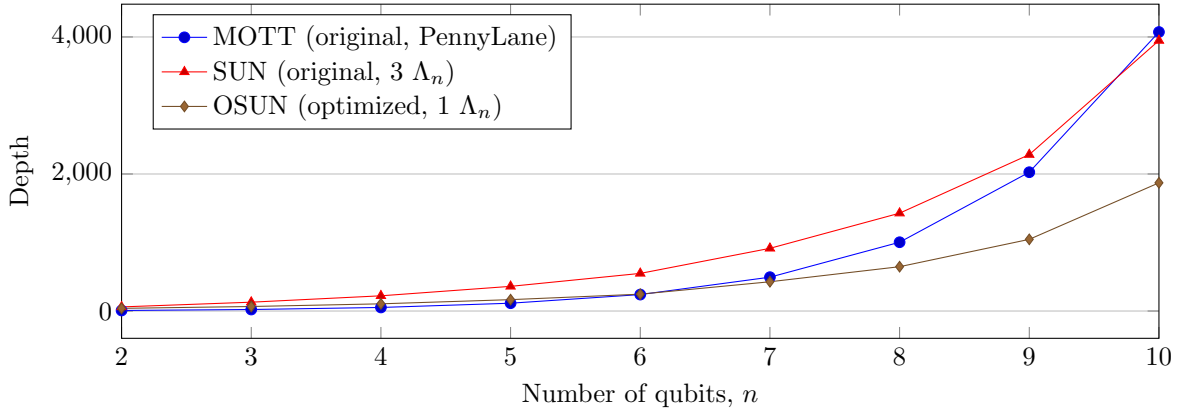 4,000
2,000
0
Depth
MOTT (original, PennyLane)
SUN (original, 3 Λₙ)
OSUN (optimized, 1 Λₙ)
2 3 4 5 6 7 8 9 10
Number of qubits, n